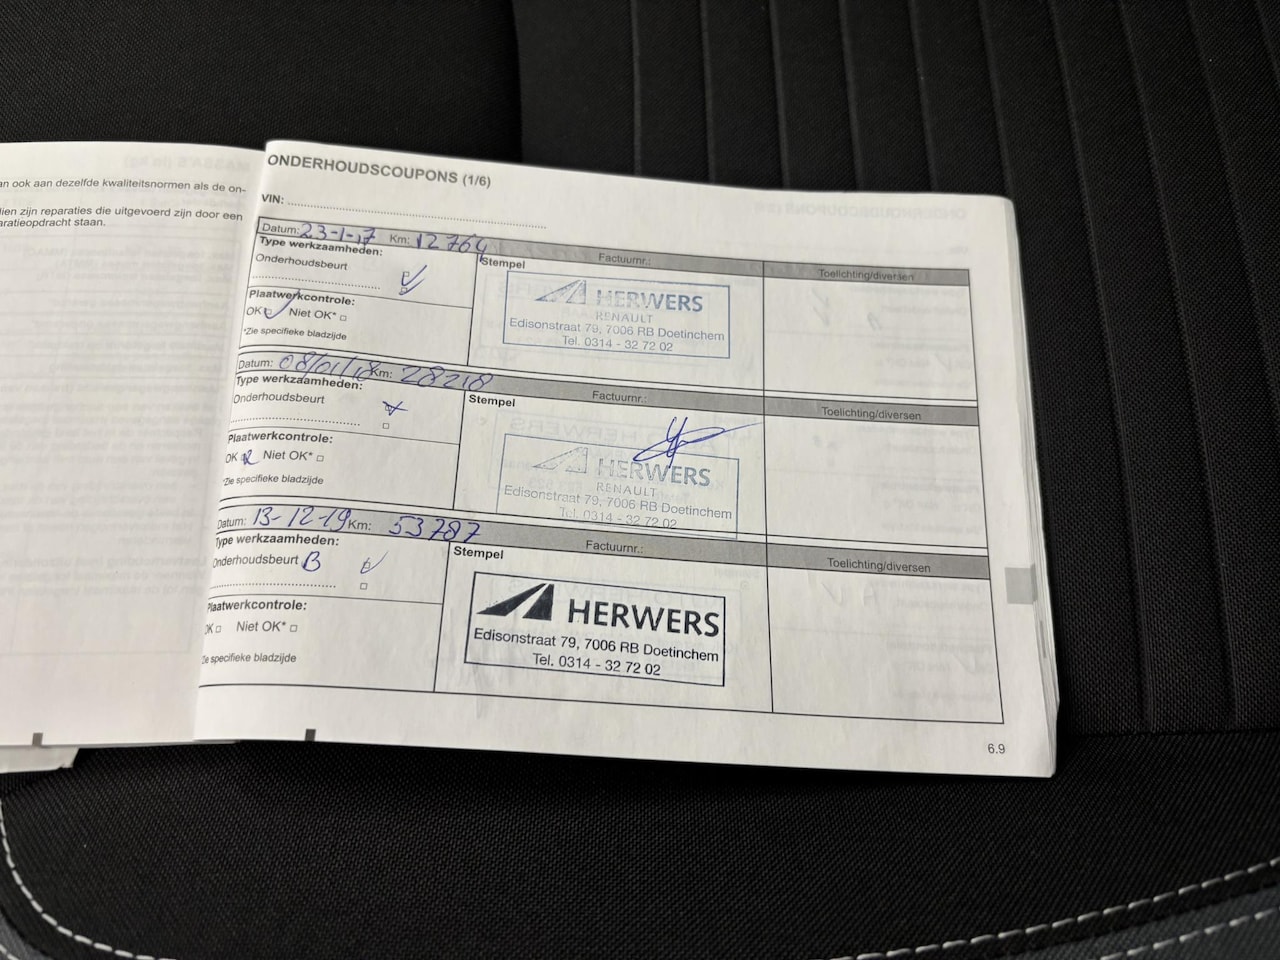 an ook aan dezelfde kwaliteitsnormen als de on-
dien zijn reparaties die uitgevoerd zijn door een
aratieopdracht staan.
ONDERHOUDSCOUPONS (1/6)
VIN:
Datum: 23-1-17 Km: 12764 Factuurnr.:
Type werkzaamheden: Stempel Toelichting/diversen
Onderhoudsbeurt
Plaatwerkcontrole:
OK Niet OK*
*Zie specifieke bladzijde
HERWERS
RENAULT
Edisonstraat 79, 7006 RB Doetinchem
Tel. 0314 - 32 72 02
Datum: 08/01/18 Km: 28218 Factuurnr.:
Type werkzaamheden: Stempel Toelichting/diversen
Onderhoudsbeurt
Plaatwerkcontrole:
OK Niet OK*
*Zie specifieke bladzijde
HERWERS
RENAULT
Edisonstraat 79, 7006 RB Doetinchem
Tel. 0314 - 32 72 02
Datum: 13-12-19 Km: 53787 Factuurnr.:
Type werkzaamheden: Stempel Toelichting/diversen
Onderhoudsbeurt B
Plaatwerkcontrole:
OK Niet OK*
Zie specifieke bladzijde
HERWERS
Edisonstraat 79, 7006 RB Doetinchem
Tel. 0314 - 32 72 02
6.9